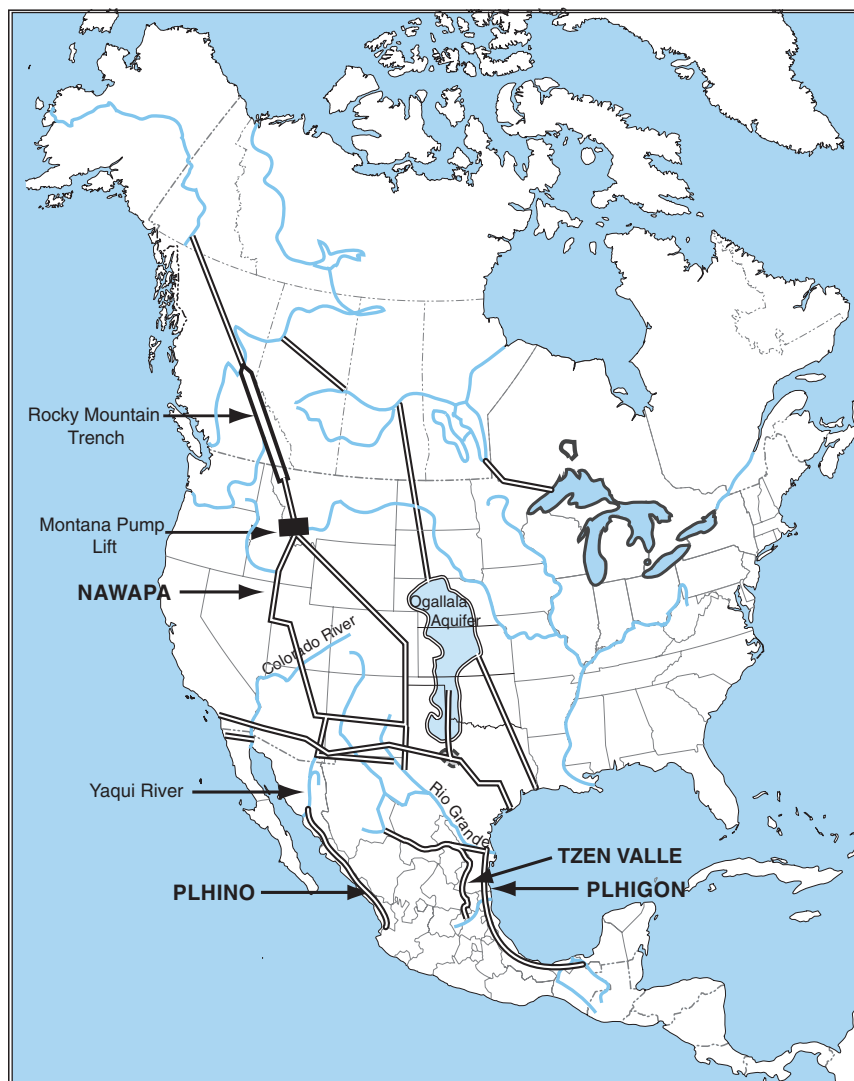 Rocky Mountain
Trench
Montana Pump
Lift
NAWAPA
Ogallala
Aquifer
Colorado River
Yaqui River
Rio Grande
TZEN VALLE
PLHINO
PLHIGON